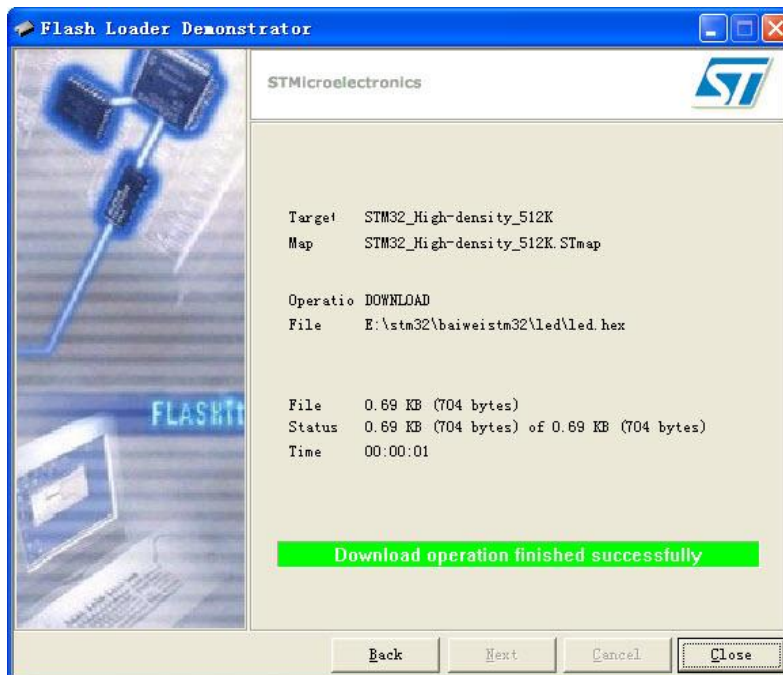 Flash Loader Demonstrator
STMicroelectronics
ST
Target STM32_High-density_512K
Map STM32_High-density_512K.STmap
Operatio DOWNLOAD
File E:\stm32\baiweistm32\led\led.hex
File 0.69 KB (704 bytes)
Status 0.69 KB (704 bytes) of 0.69 KB (704 bytes)
Time 00:00:01
FLASHit
Download operation finished successfully
Back Next Cancel Close